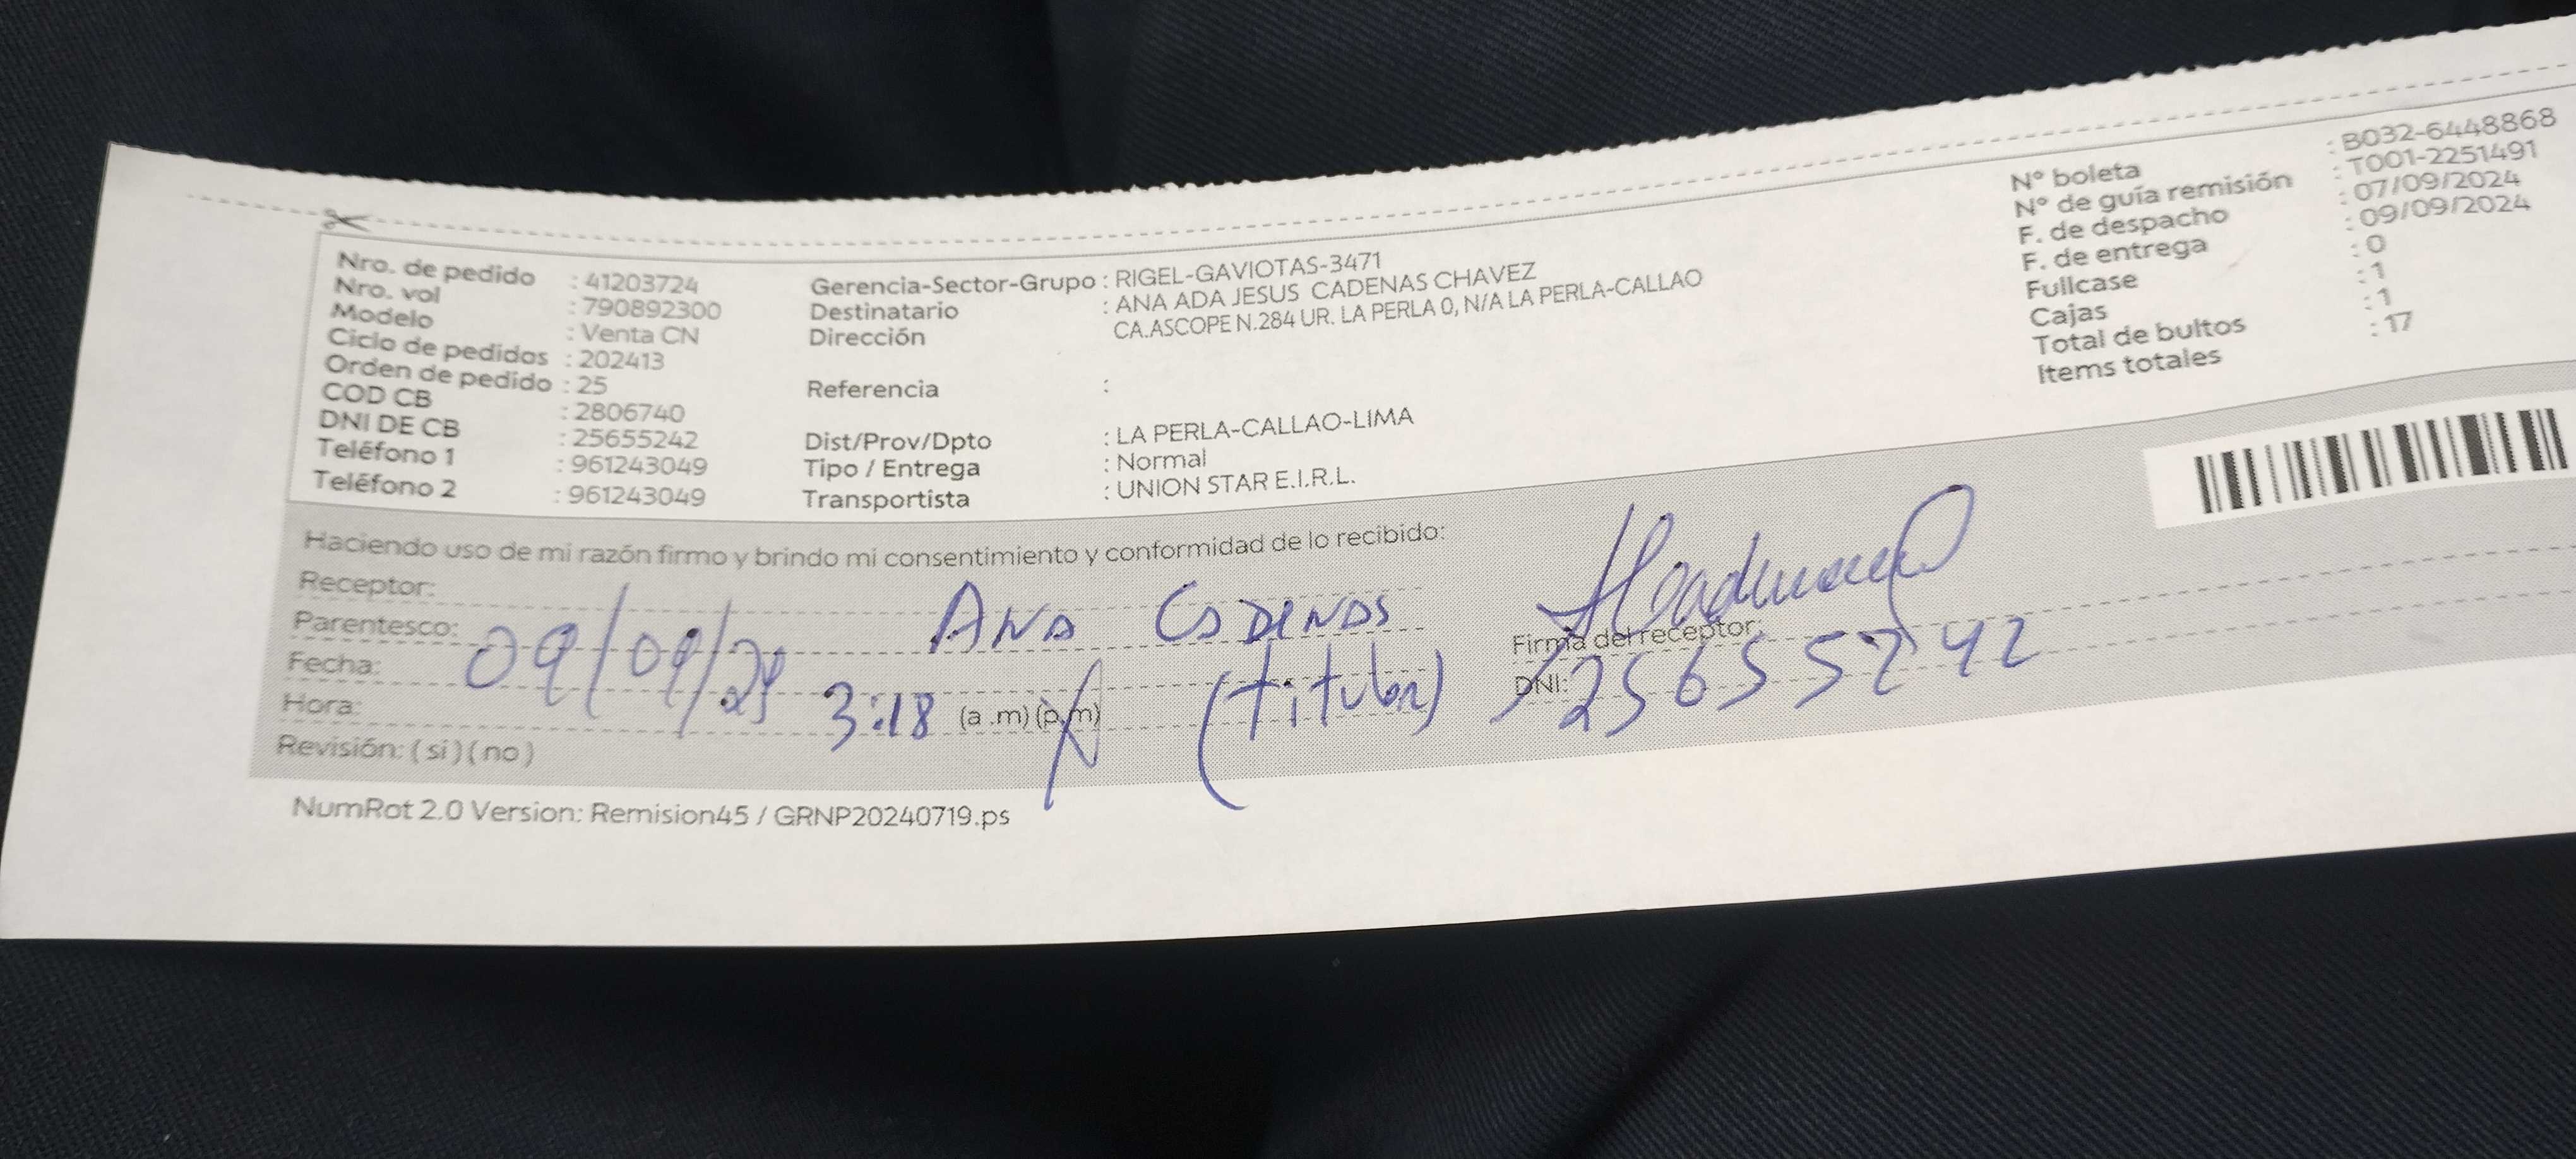 Nro. de pedido : 41203724
Nro. vol : 790892300
Modelo : Venta CN
Ciclo de pedidos : 202413
Orden de pedido : 25
COD CB : 2806740
DNI DE CB : 25655242
Teléfono 1 : 961243049
Teléfono 2 : 961243049
Gerencia-Sector-Grupo : RIGEL-GAVIOTAS-3471
Destinatario : ANA ADA JESUS CADENAS CHAVEZ
Dirección CA.ASCOPE N.284 UR. LA PERLA 0, N/A LA PERLA-CALLAO
Referencia :
Dist/Prov/Dpto : LA PERLA-CALLAO-LIMA
Tipo / Entrega : Normal
Transportista : UNION STAR E.I.R.L.
N° boleta : B032-6448868
N° de guía remisión : T001-2251491
F. de despacho : 07/09/2024
F. de entrega : 09/09/2024
Fullcase : 0
Cajas : 1
Total de bultos : 1
Items totales : 17
Haciendo uso de mi razón firmo y brindo mi consentimiento y conformidad de lo recibido:
Receptor: Ana Cadenas
Parentesco: (titular)
Fecha: 09/09/24
Hora: 3:18 (a .m) (p.m)
Revisión: ( si ) ( no )
Firma del receptor:
DNI: 25655242
NumRot 2.0 Version: Remision45 / GRNP20240719.ps